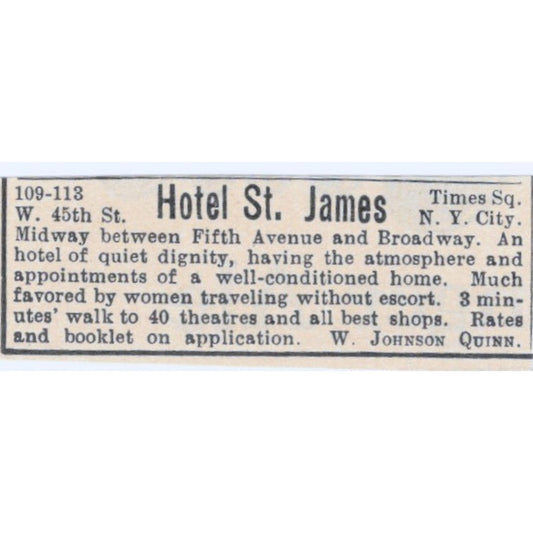 109-113 Hotel St. James Times Sq.
W. 45th St. N. Y. City.
Midway between Fifth Avenue and Broadway. An
hotel of quiet dignity, having the atmosphere and
appointments of a well-conditioned home. Much
favored by women traveling without escort. 3 min-
utes' walk to 40 theatres and all best shops. Rates
and booklet on application. W. JOHNSON QUINN.